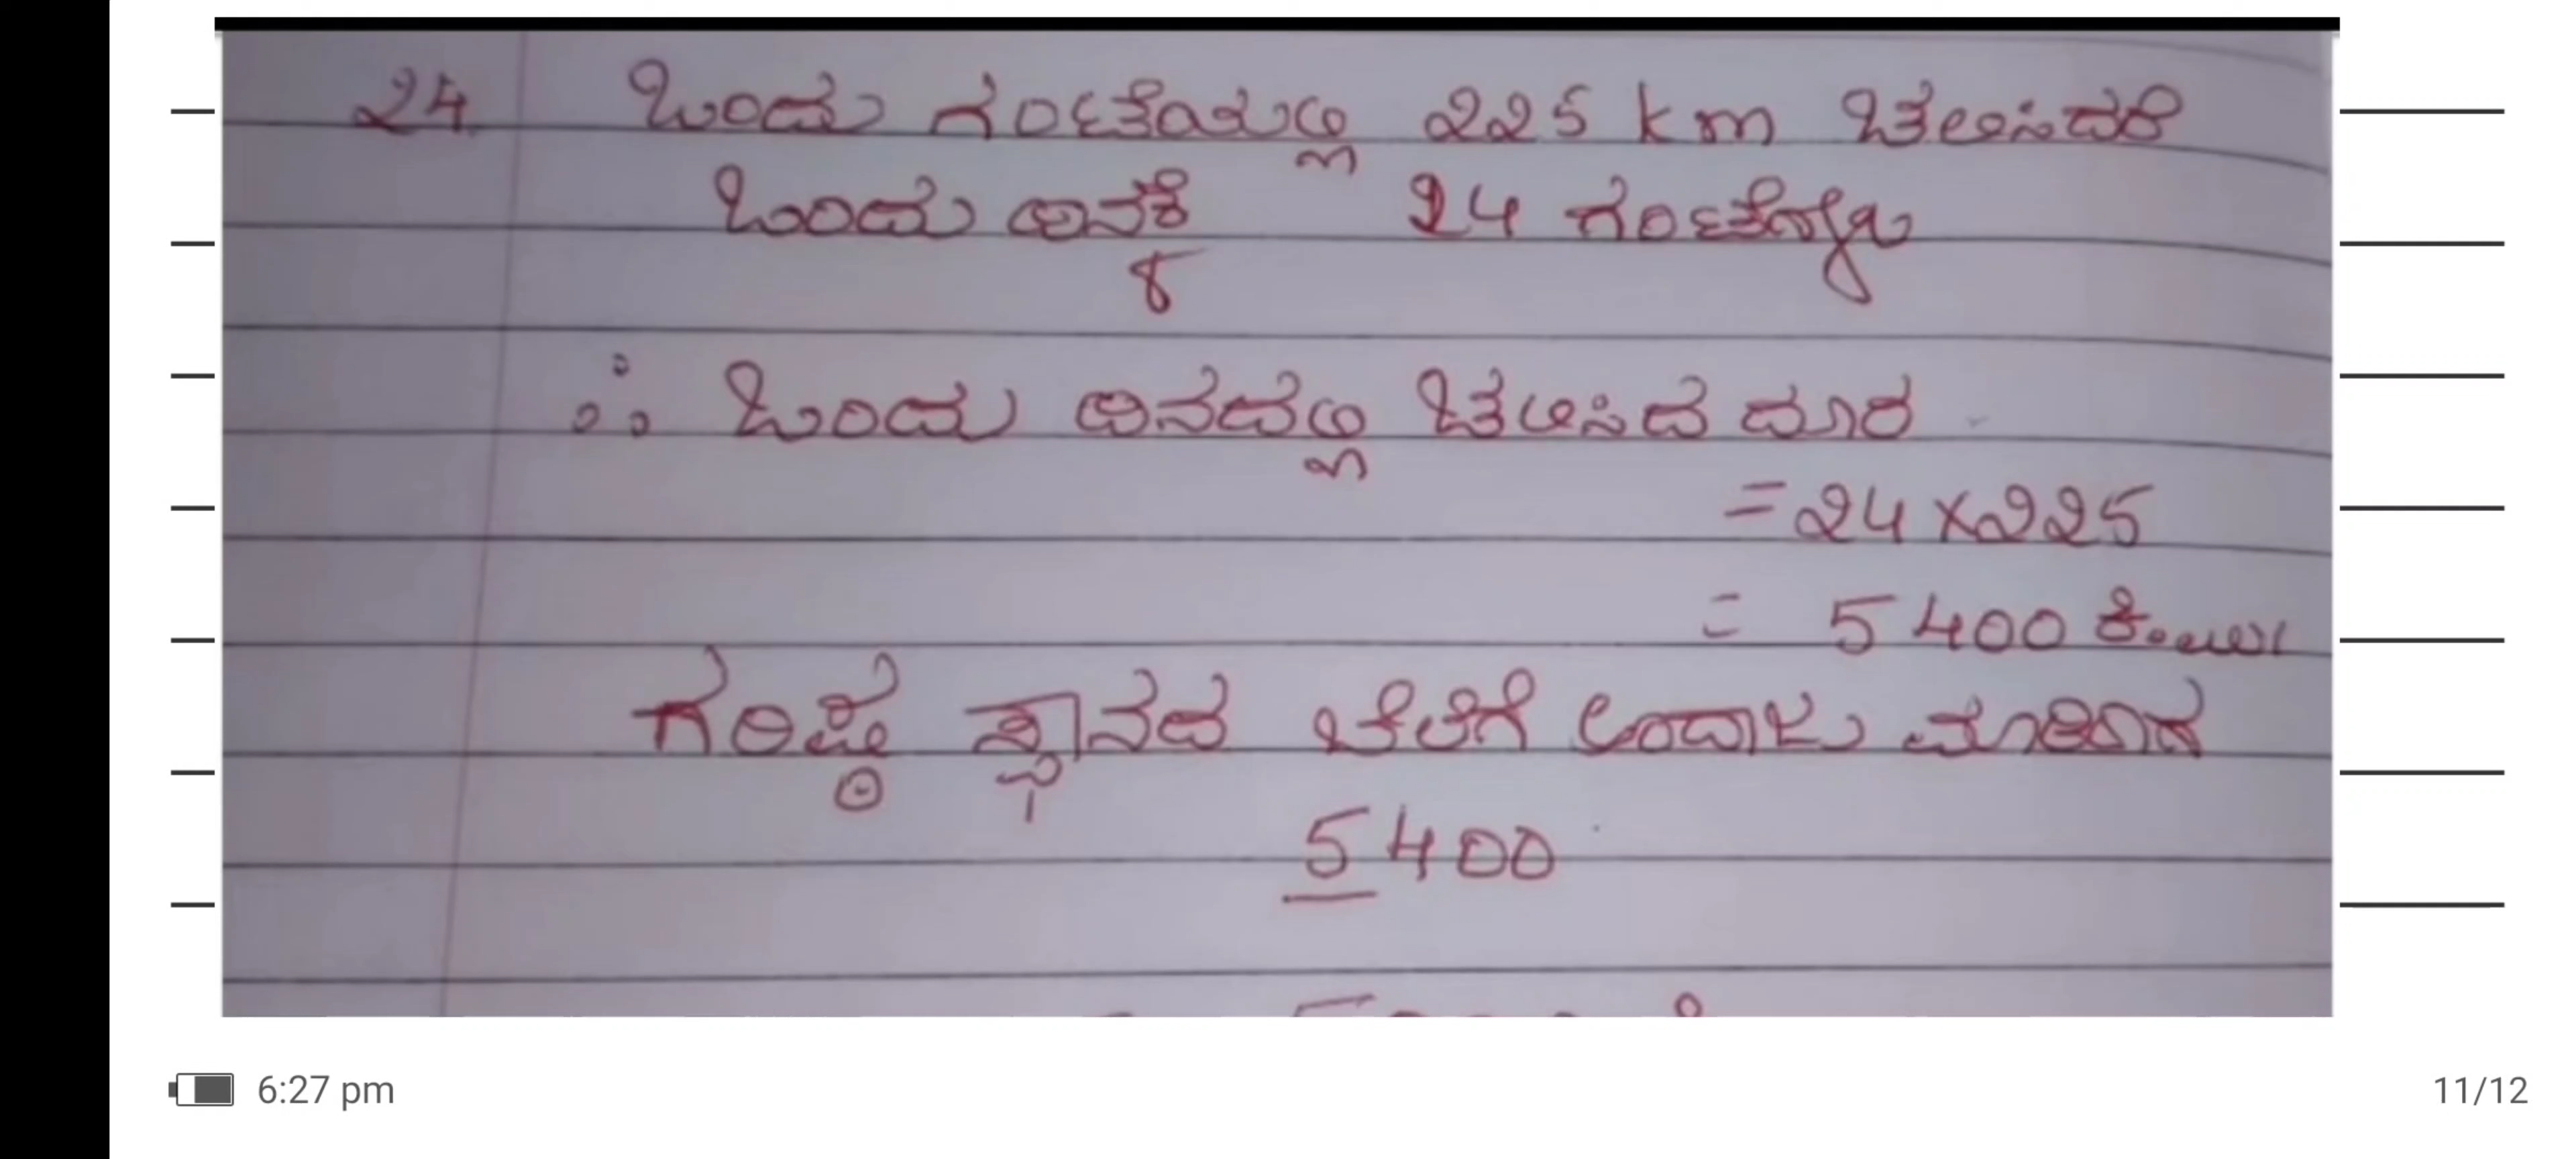 24. ಒಂದು ಗಂಟೆಯಲ್ಲಿ 225 km ಚಲಿಸಿದರೆ
ಒಂದು ದಿನಕ್ಕೆ 24 ಗಂಟೆಗಳು
∴ ಒಂದು ದಿನದಲ್ಲಿ ಚಲಿಸಿದ ದೂರ
= 24 × 225
= 5400 ಕಿ.ಮೀ
ಗರಿಷ್ಠ ಸ್ಥಾನದ ಬೆಲೆಗೆ ಅಂದಾಜು ಮಾಡಿದಾಗ
5400
6:27 pm
11/12